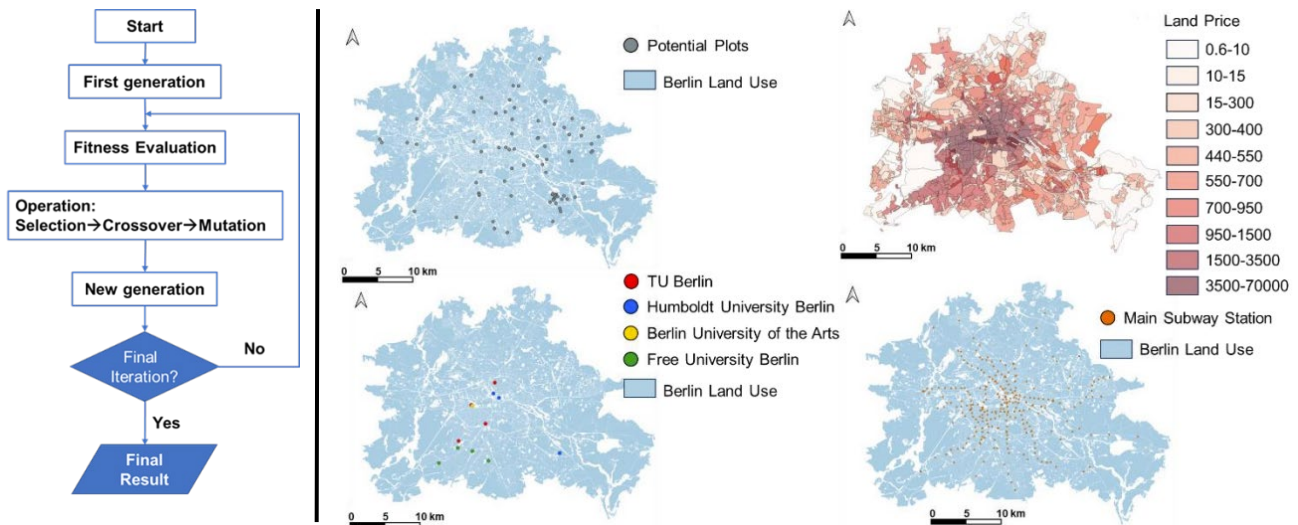 Start
First generation
Fitness Evaluation
Operation:
Selection→Crossover→Mutation
New generation
Final
Iteration?
No
Yes
Final
Result
Potential Plots
Berlin Land Use
0 5 10 km
Land Price
0.6-10
10-15
15-300
300-400
440-550
550-700
700-950
950-1500
1500-3500
3500-70000
0 5 10 km
TU Berlin
Humboldt University Berlin
Berlin University of the Arts
Free University Berlin
Berlin Land Use
0 5 10 km
Main Subway Station
Berlin Land Use
0 5 10 km